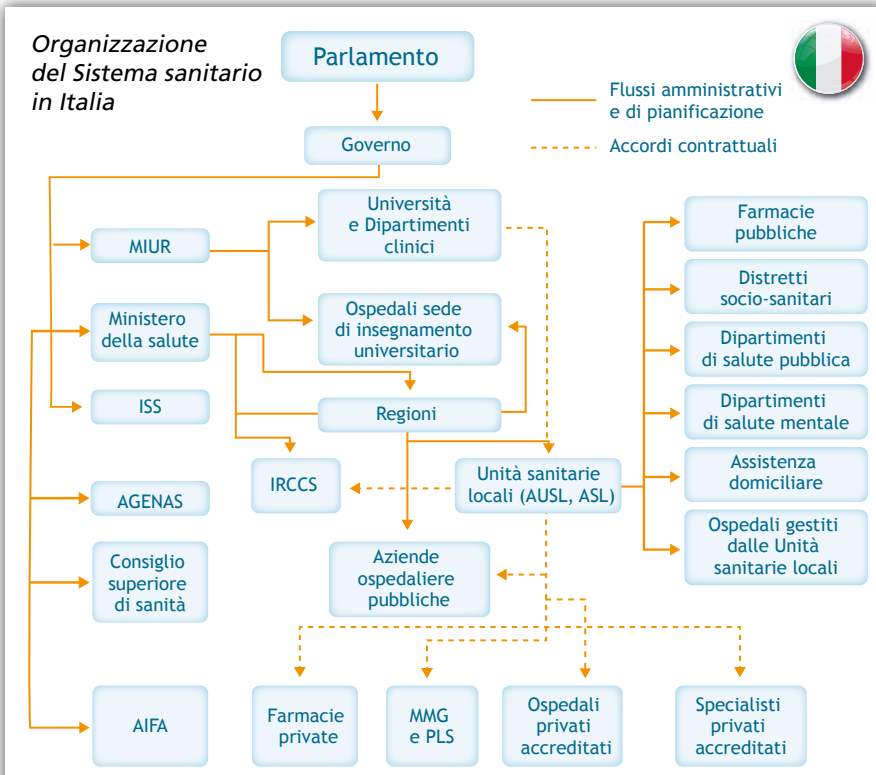 Organizzazione
del Sistema sanitario
in Italia
Parlamento
Flussi amministrativi
e di pianificazione
Accordi contrattuali
Governo
Università
e Dipartimenti
clinici
MIUR
Ospedali sede
di insegnamento
universitario
Ministero
della salute
ISS
Regioni
IRCCS
Unità sanitarie
locali (AUSL, ASL)
AGENAS
Consiglio
superiore
di sanità
Aziende
ospedaliere
pubbliche
Farmacie
pubbliche
Distretti
socio-sanitari
Dipartimenti
di salute pubblica
Dipartimenti
di salute mentale
Assistenza
domiciliare
Ospedali gestiti
dalle Unità
sanitarie locali
AIFA
Farmacie
private
MMG
e PLS
Ospedali
privati
accreditati
Specialisti
privati
accreditati